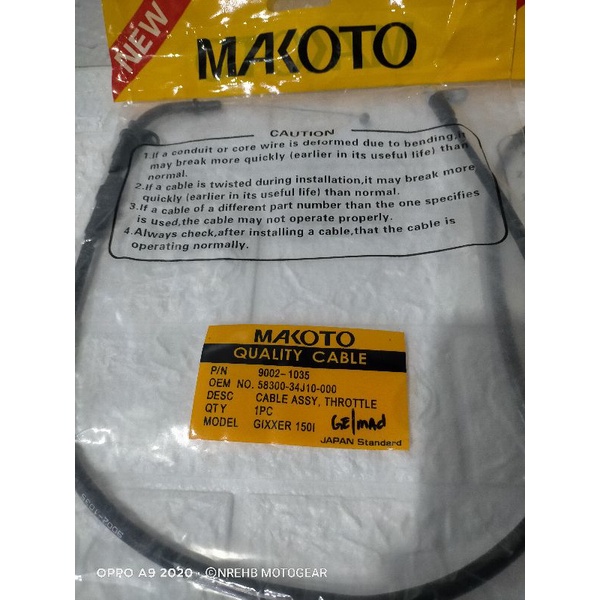 NEW
MAKOTO
CAUTION
1.If a conduit or core wire is deformed due to bending,it
may break more quickly (earlier in its useful life) than
normal.
2.If a cable is twisted during installation,it may break more
quickly (earlier in its useful life) than normal.
3.If a cable of a different part number than the one specifies
is used,the cable may not operate properly.
4.Always check,after installing a cable,that the cable is
operating normally.
MAKOTO
QUALITY CABLE
P/N 9002-1035
OEM NO. 58300-34J10-000
DESC CABLE ASSY, THROTTLE
QTY 1PC
MODEL GIXXER 150I
JAPAN Standard
OPPO A9 2020 · ©NREHB MOTOGEAR